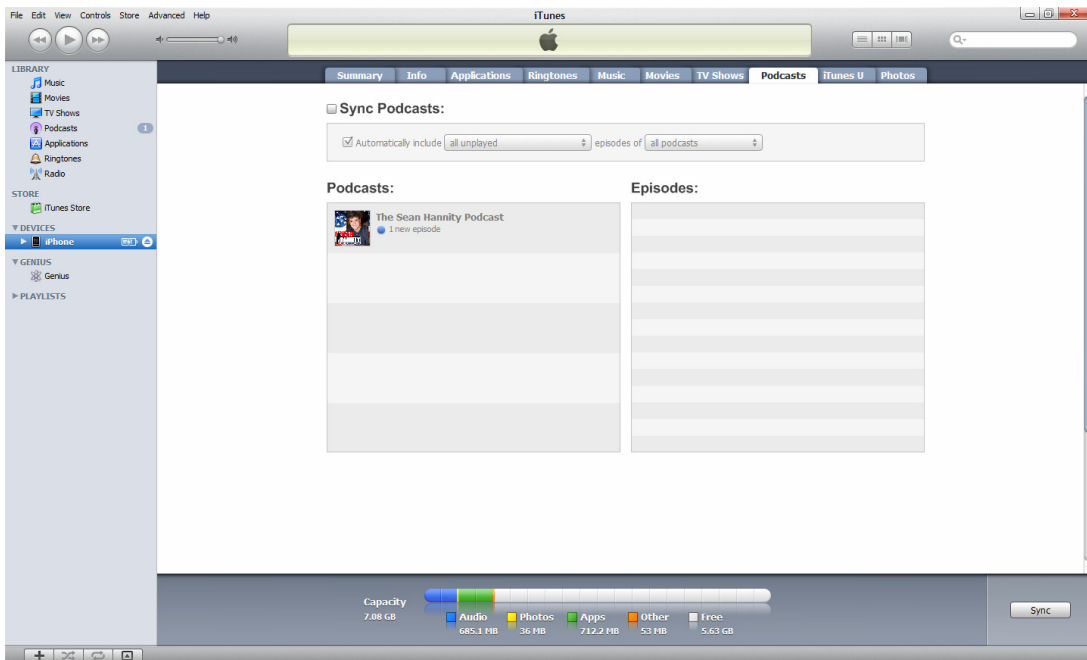 File Edit View Controls Store Advanced Help
iTunes
LIBRARY
Music
Movies
TV Shows
Podcasts 1
Applications
Ringtones
Radio
STORE
iTunes Store
DEVICES
iPhone
GENIUS
Genius
PLAYLISTS
Summary Info Applications Ringtones Music Movies TV Shows Podcasts iTunes U Photos
Sync Podcasts:
Automatically include all unplayed episodes of all podcasts
Podcasts:
Episodes:
The Sean Hannity Podcast
1 new episode
Capacity
7.08 GB
Audio Photos Apps Other Free
685.1 MB 36 MB 712.2 MB 53 MB 5.63 GB
Sync